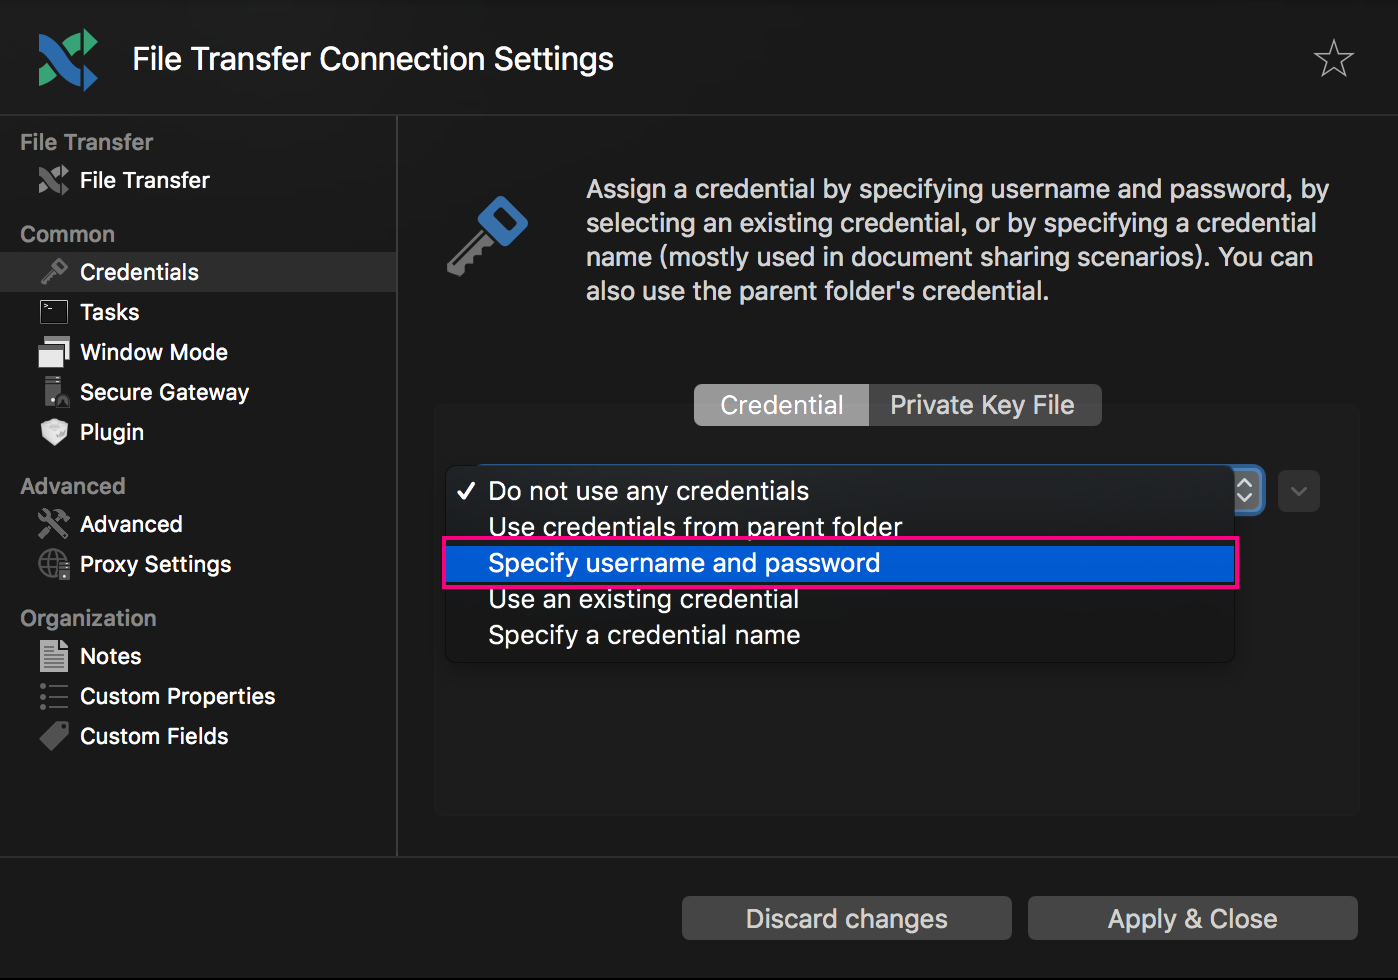 File Transfer Connection Settings
File Transfer
File Transfer
Common
Credentials
Tasks
Window Mode
Secure Gateway
Plugin
Advanced
Advanced
Proxy Settings
Organization
Notes
Custom Properties
Custom Fields
Assign a credential by specifying username and password, by
selecting an existing credential, or by specifying a credential
name (mostly used in document sharing scenarios). You can
also use the parent folder's credential.
Credential
Private Key File
✓ Do not use any credentials
Use credentials from parent folder
Specify username and password
Use an existing credential
Specify a credential name
Discard changes
Apply & Close